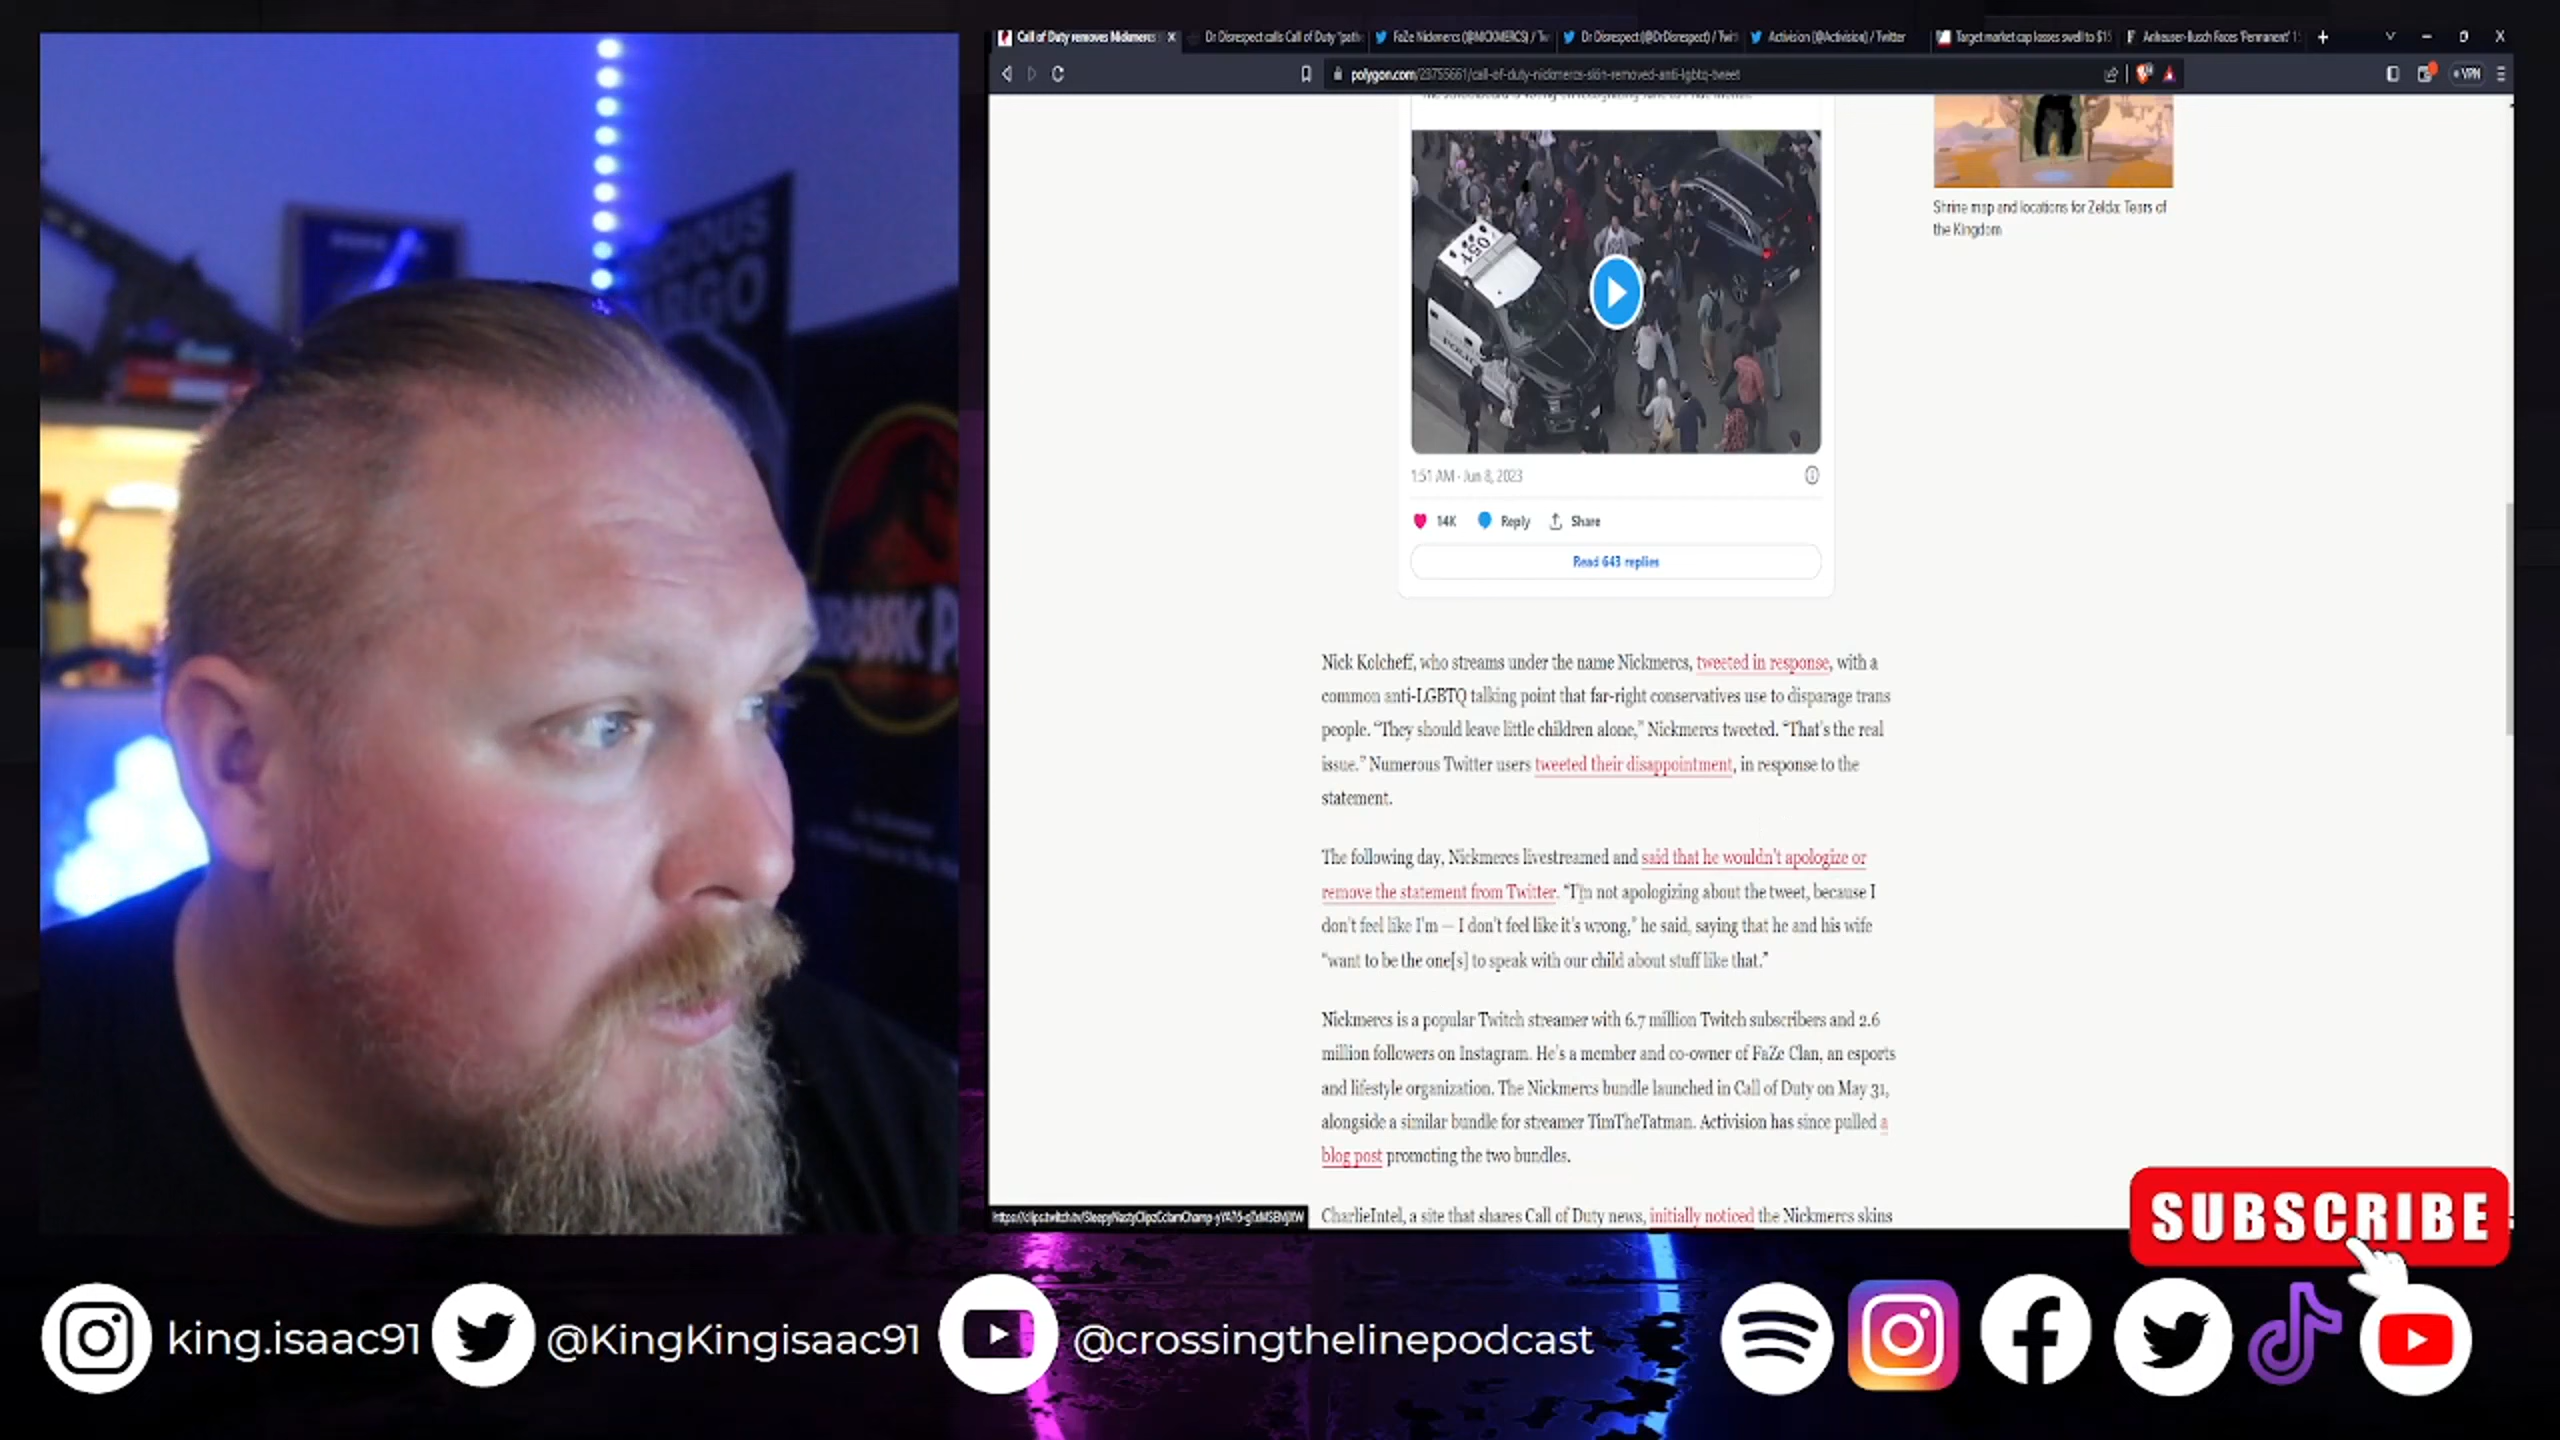 Call of Duty removes Nickmercs
Dr Disrespect calls Call of Duty "path
FaZe Nickmercs (@NICKMERCS) / Tw
Dr Disrespect (@DrDisrespect) / Twit
Activision (@Activision) / Twitter
Target market cap losses swell to $15
Anheuser-Busch Faces 'Permanent' 1
polygon.com/23755661/call-of-duty-nickmercs-skin-removed-anti-lgbtq-tweet
VPN
Shrine map and locations for Zelda: Tears of
the Kingdom
051
POLICE
1:51 AM · Jun 8, 2023
14K Reply Share
Read 643 replies
Nick Kolcheff, who streams under the name Nickmercs, tweeted in response, with a
common anti-LGBTQ talking point that far-right conservatives use to disparage trans
people. “They should leave little children alone,” Nickmercs tweeted. “That’s the real
issue.” Numerous Twitter users tweeted their disappointment, in response to the
statement.
The following day, Nickmercs livestreamed and said that he wouldn’t apologize or
remove the statement from Twitter. “I’m not apologizing about the tweet, because I
don’t feel like I’m — I don’t feel like it’s wrong,” he said, saying that he and his wife
“want to be the one[s] to speak with our child about stuff like that.”
Nickmercs is a popular Twitch streamer with 6.7 million Twitch subscribers and 2.6
million followers on Instagram. He’s a member and co-owner of FaZe Clan, an esports
and lifestyle organization. The Nickmercs bundle launched in Call of Duty on May 31,
alongside a similar bundle for streamer TimTheTatman. Activision has since pulled a
blog post promoting the two bundles.
CharlieIntel, a site that shares Call of Duty news, initially noticed the Nickmercs skins
CIOUS
ARGO
JRASSIC P
SUBSCRIBE
king.isaac91
@KingKingisaac91
@crossingthelinepodcast